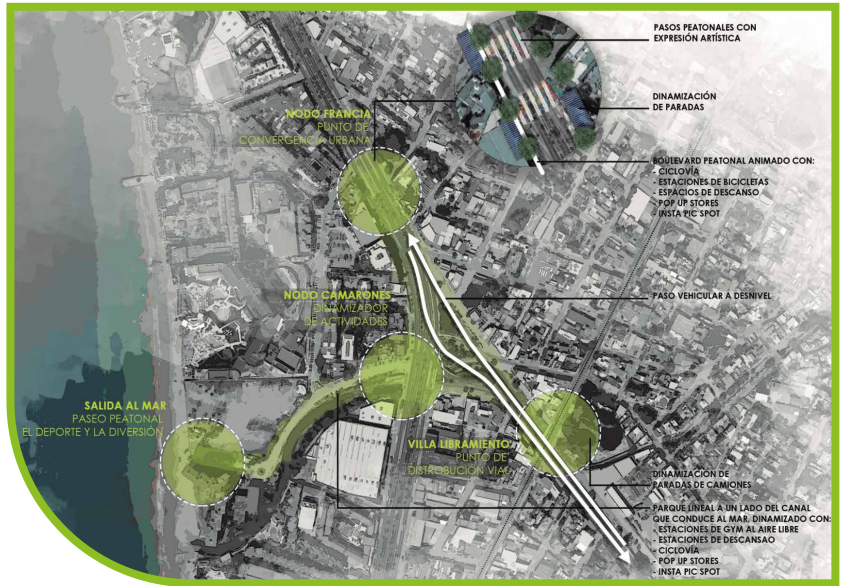 PASOS PEATONALES CON
EXPRESIÓN ARTÍSTICA
DINAMIZACIÓN
DE PARADAS
NODO FRANCIA
PUNTO DE
CONVERGENCIA URBANA
BOULEVARD PEATONAL ANIMADO CON:
- CICLOVÍA
- ESTACIONES DE BICICLETAS
- ESPACIOS DE DESCANSO
- POP UP STORES
- INSTA PIC SPOT
NODO CAMARONES
DINAMIZADOR
DE ACTIVIDADES
PASO VEHICULAR A DESNIVEL
SALIDA AL MAR
PASEO PEATONAL
EL DEPORTE Y LA DIVERSIÓN
VILLA LIBRAMIENTO
PUNTO DE
DISTROBUCIÓN VIAL
DINAMIZACIÓN DE
PARADAS DE CAMIONES
PARQUE LINEAL A UN LADO DEL CANAL
QUE CONDUCE AL MAR, DINAMIZADO CON:
- ESTACIONES DE GYM AL AIRE LIBRE
- ESTACIONES DE DESCANSAO
- CICLOVÍA
- POP UP STORES
- INSTA PIC SPOT